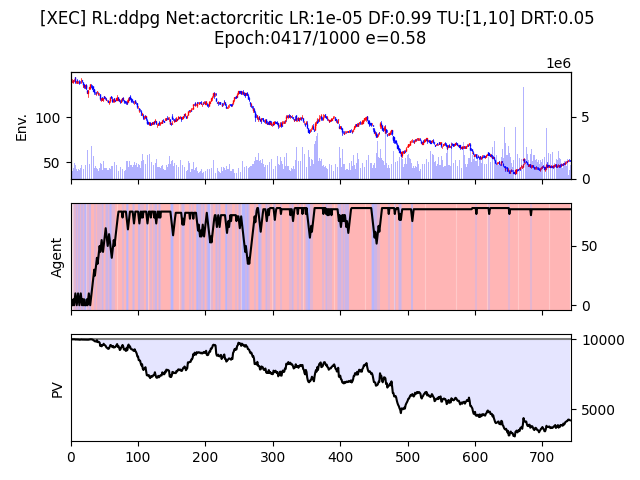 [XEC] RL:ddpg Net:actorcritic LR:1e-05 DF:0.99 TU:[1,10] DRT:0.05
Epoch:0417/1000 e=0.58
1e6
Env.
100
50
5
0
Agent
50
0
PV
10000
5000
0 100 200 300 400 500 600 700